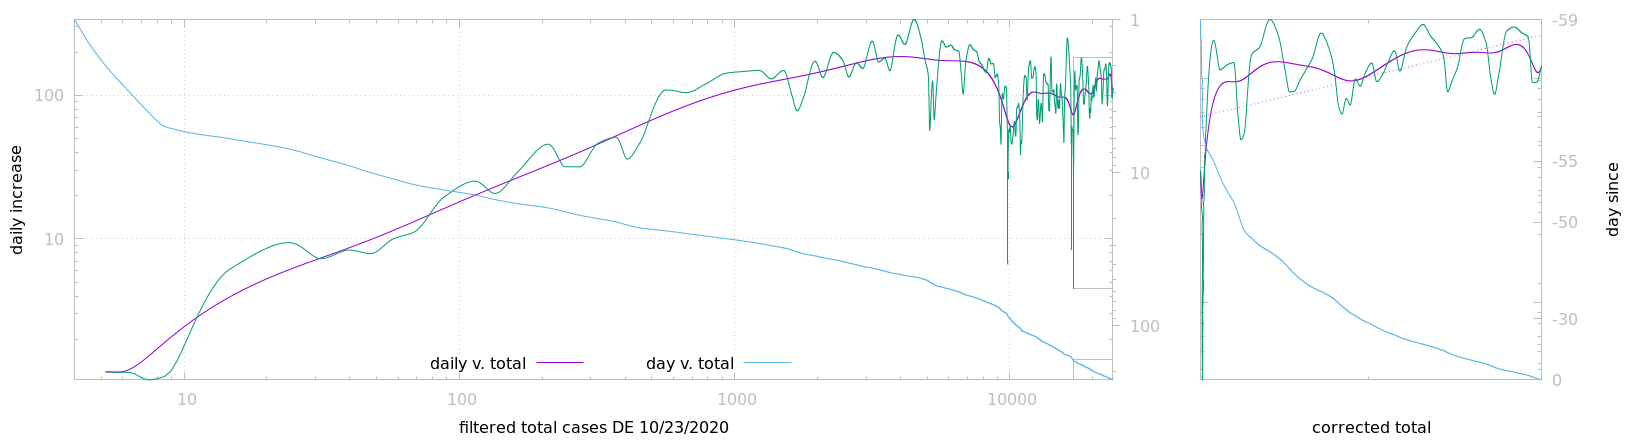 daily increase
100
10
daily v. total
day v. total
10
100
1000
10000
filtered total cases DE 10/23/2020
1
10
100
-59
-55
-50
-30
0
day since
corrected total